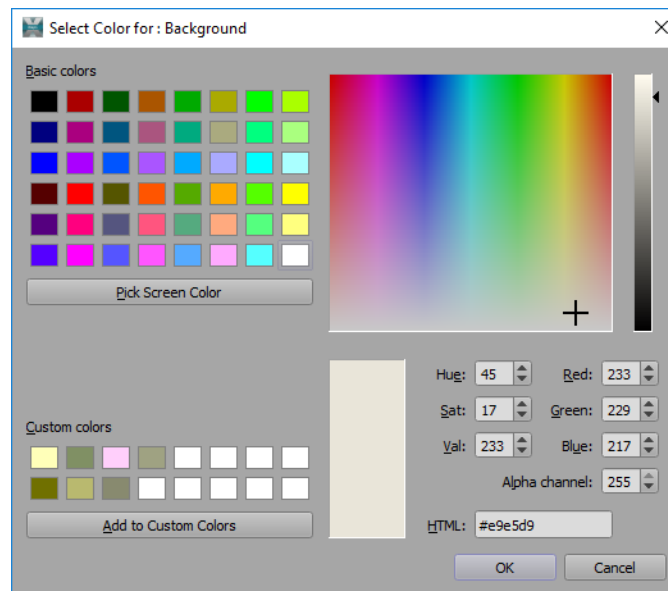 Select Color for : Background
Basic colors
Pick Screen Color
Custom colors
Add to Custom Colors
Hue: 45 Red: 233
Sat: 17 Green: 229
Val: 233 Blue: 217
Alpha channel: 255
HTML: #e9e5d9
OK Cancel